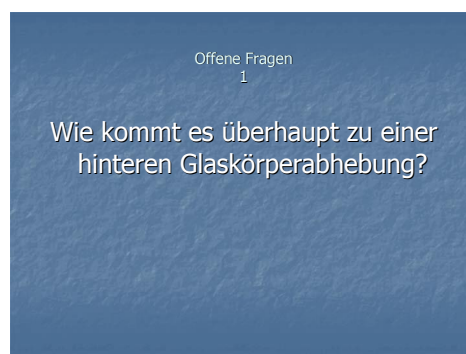 Offene Fragen
1
Wie kommt es überhaupt zu einer
hinteren Glaskörperabhebung?